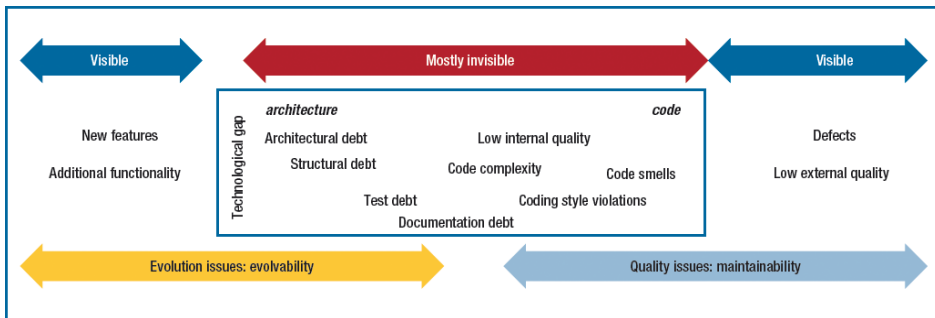 Visible
Mostly invisible
Visible
architecture
code
Technological gap
New features
Architectural debt
Low internal quality
Defects
Structural debt
Code complexity
Additional functionality
Code smells
Low external quality
Test debt
Coding style violations
Documentation debt
Evolution issues: evolvability
Quality issues: maintainability